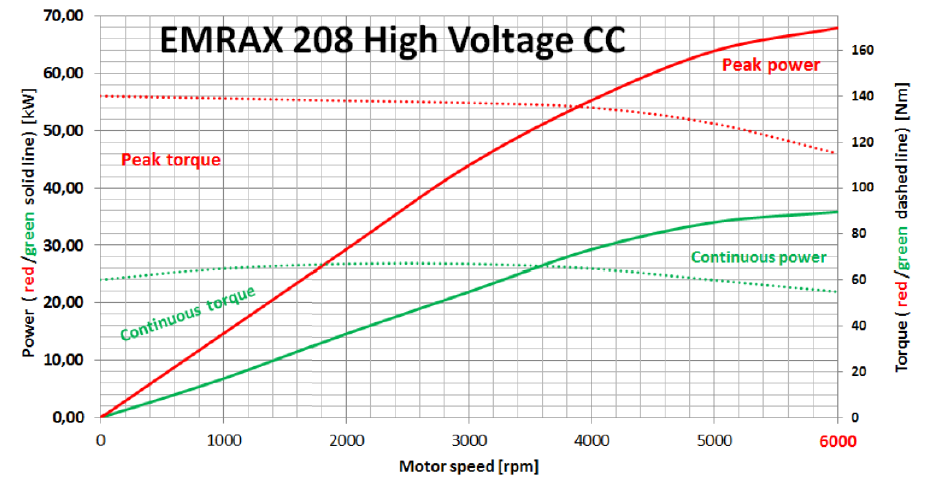 EMRAX 208 High Voltage CC
Power ( red /green solid line) [kW]
70,00
60,00
50,00
40,00
30,00
20,00
10,00
0,00
Peak power
Peak torque
Continuous power
Continuous torque
160
140
120
100
80
60
40
20
0
Torque ( red /green dashed line) [Nm]
0 1000 2000 3000 4000 5000 6000
Motor speed [rpm]